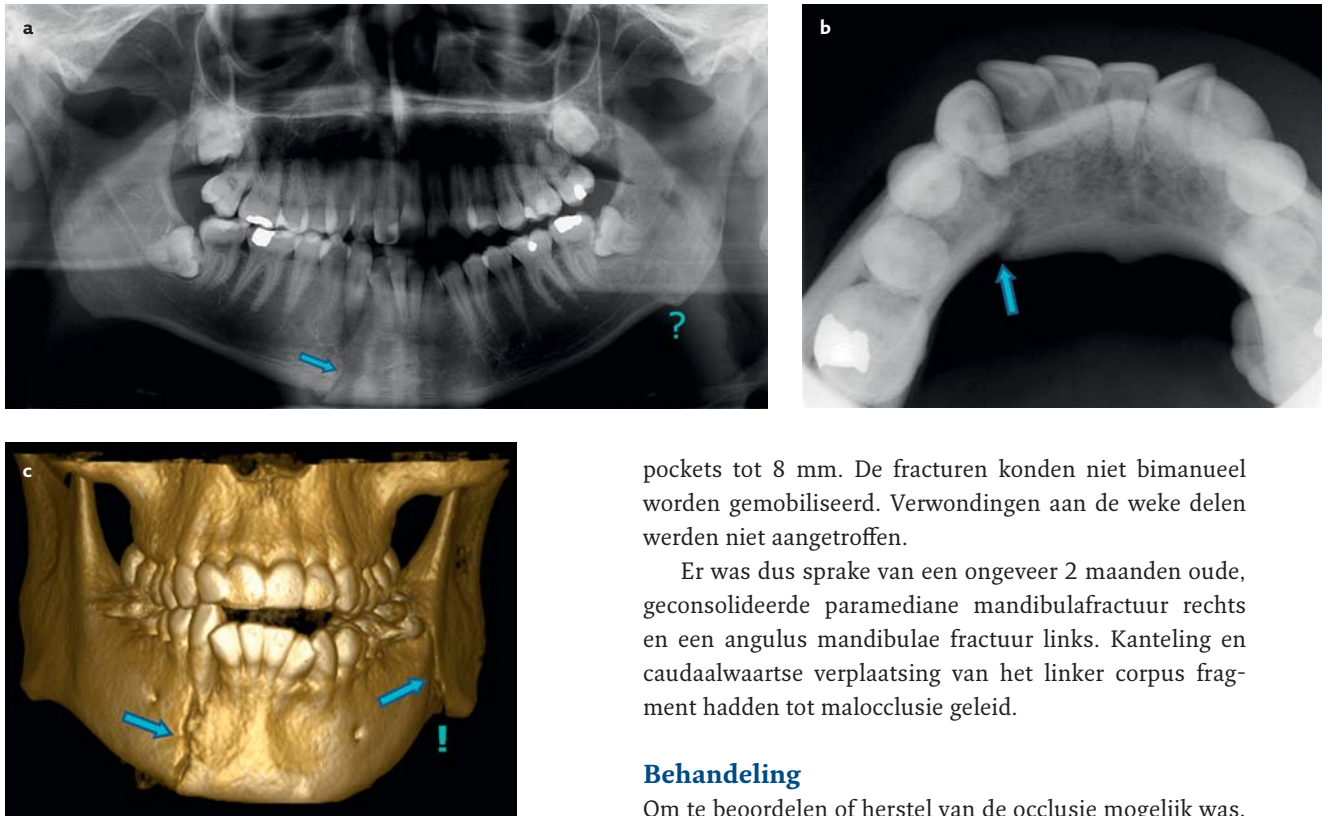 a
b
?
c
!
pockets tot 8 mm. De fracturen konden niet bimanueel
worden gemobiliseerd. Verwondingen aan de weke delen
werden niet aangetroffen.
Er was dus sprake van een ongeveer 2 maanden oude,
geconsolideerde paramediane mandibulafractuur rechts
en een angulus mandibulae fractuur links. Kanteling en
caudaalwaartse verplaatsing van het linker corpus frag-
ment hadden tot malocclusie geleid.
Behandeling
Om te beoordelen of herstel van de occlusie mogelijk was,